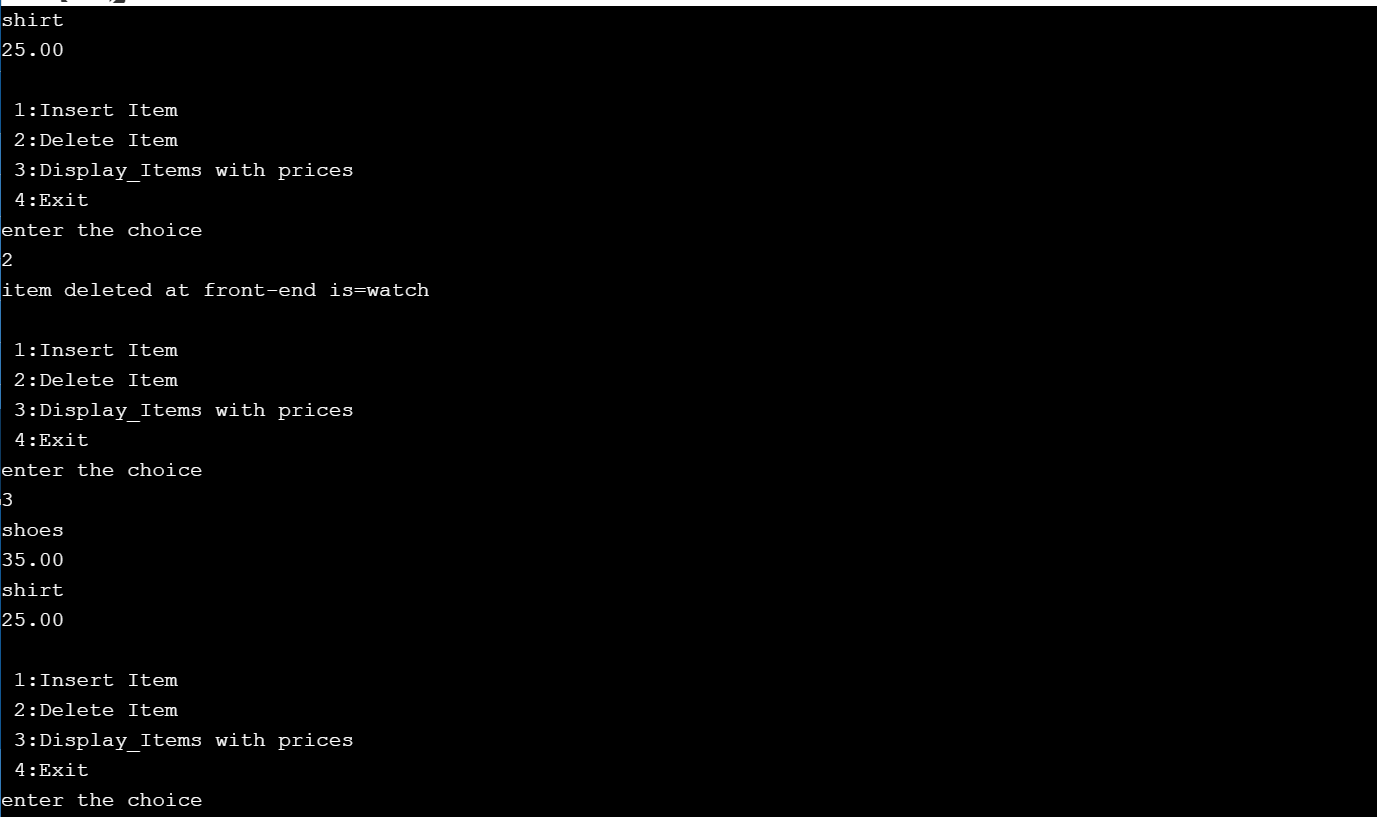 shirt
25.00
1:Insert Item
2:Delete Item
3:Display_Items with prices
4:Exit
enter the choice
2
item deleted at front-end is=watch
1:Insert Item
2:Delete Item
3:Display_Items with prices
4:Exit
enter the choice
3
shoes
35.00
shirt
25.00
1:Insert Item
2:Delete Item
3:Display_Items with prices
4:Exit
enter the choice